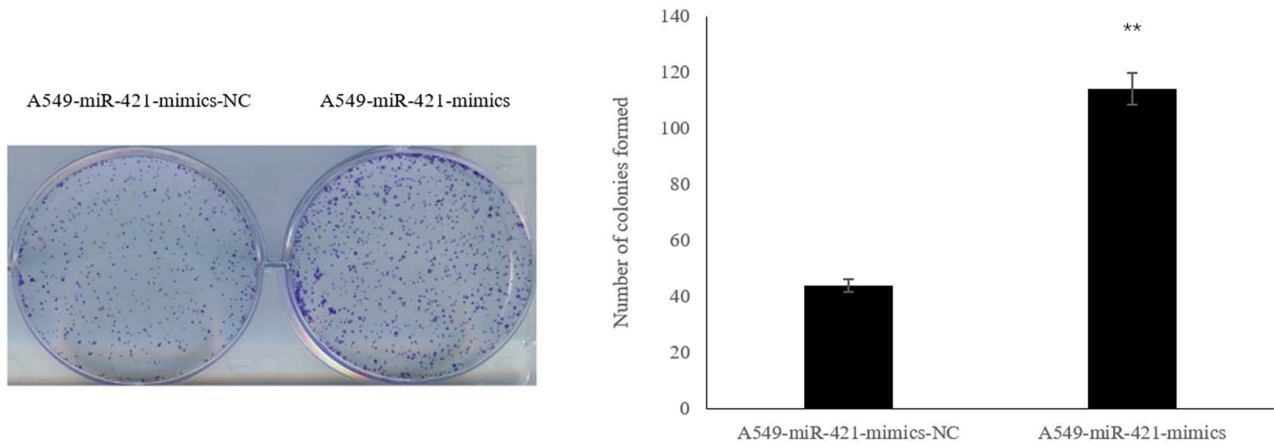 A549-miR-421-mimics-NC
A549-miR-421-mimics
Number of colonies formed
140
120
100
80
60
40
20
0
**
A549-miR-421-mimics-NC
A549-miR-421-mimics